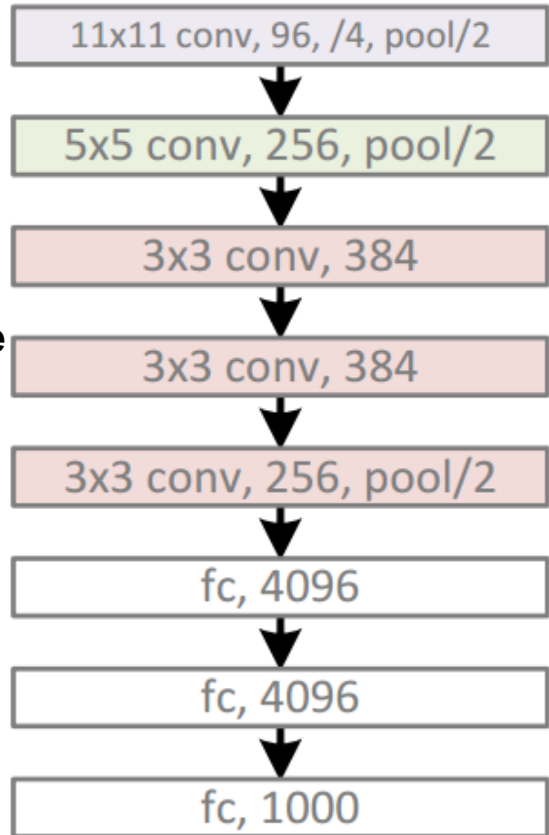 11x11 conv, 96, /4, pool/2
5x5 conv, 256, pool/2
3x3 conv, 384
e
3x3 conv, 384
3x3 conv, 256, pool/2
fc, 4096
fc, 4096
fc, 1000